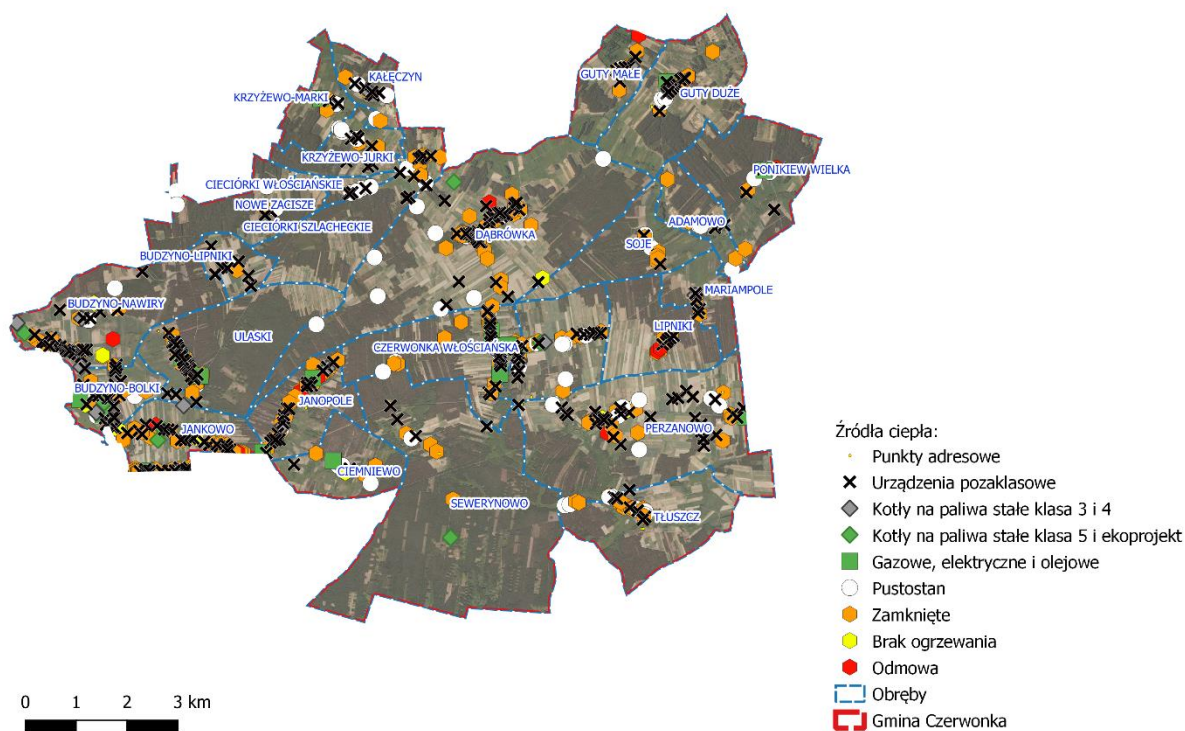 KAŁĘCZYN
GUTY MAŁE
KRZYŻEWO-MARKI
GUTY DUŻE
KRZYŻEWO-JURKI
PONIKIEW WIELKA
CIECIÓRKI WŁOŚCIAŃSKIE
NOWE ZACISZE
ADAMOWO
CIECIÓRKI SZLACHECKIE
DĄBRÓWKA
SOJE
BUDZYNO-LIPNIKI
MARIAMPOLE
BUDZYNO-NAWIRY
LIPNIKI
UŁASKI
CZERWONKA WŁOŚCIAŃSKA
BUDZYNO-BOLKI
JANOPOLE
JANKOWO
PERZANOWO
CIEMNIEWO
SEWERYNOWO
TŁUSZCZ
Źródła ciepła:
Punkty adresowe
Urządzenia pozaklasowe
Kotły na paliwa stałe klasa 3 i 4
Kotły na paliwa stałe klasa 5 i ekoprojekt
Gazowe, elektryczne i olejowe
Pustostan
Zamknięte
Brak ogrzewania
Odmowa
Obręby
Gmina Czerwonka
0 1 2 3 km